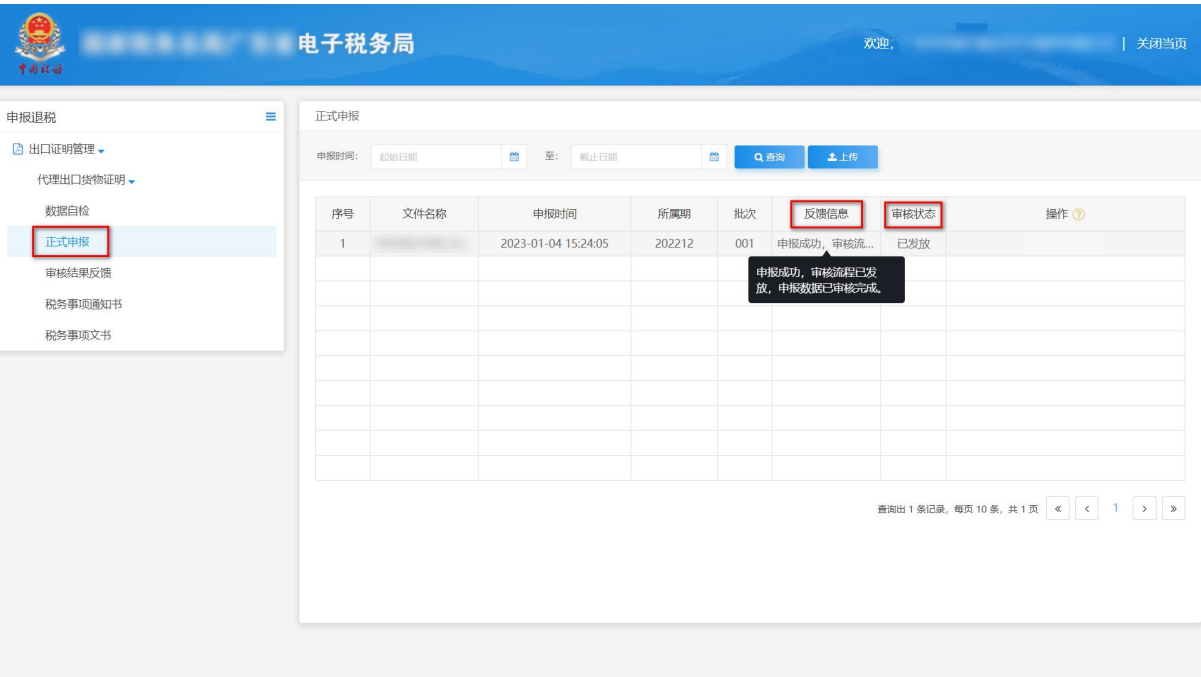 中国税务
电子税务局
欢迎,
| 关闭当页
申报退税
出口证明管理
代理出口货物证明
数据自检
正式申报
审核结果反馈
税务事项通知书
税务事项文书
正式申报
申报时间: 起始日期 至: 截止日期 查询 上传
序号 文件名称 申报时间 所属期 批次 反馈信息 审核状态 操作 ?
1 2023-01-04 15:24:05 202212 001 申报成功，审核流... 已发放
申报成功，审核流程已发
放，申报数据已审核完成。
查询出 1 条记录，每页 10 条，共 1 页 « < 1 > »